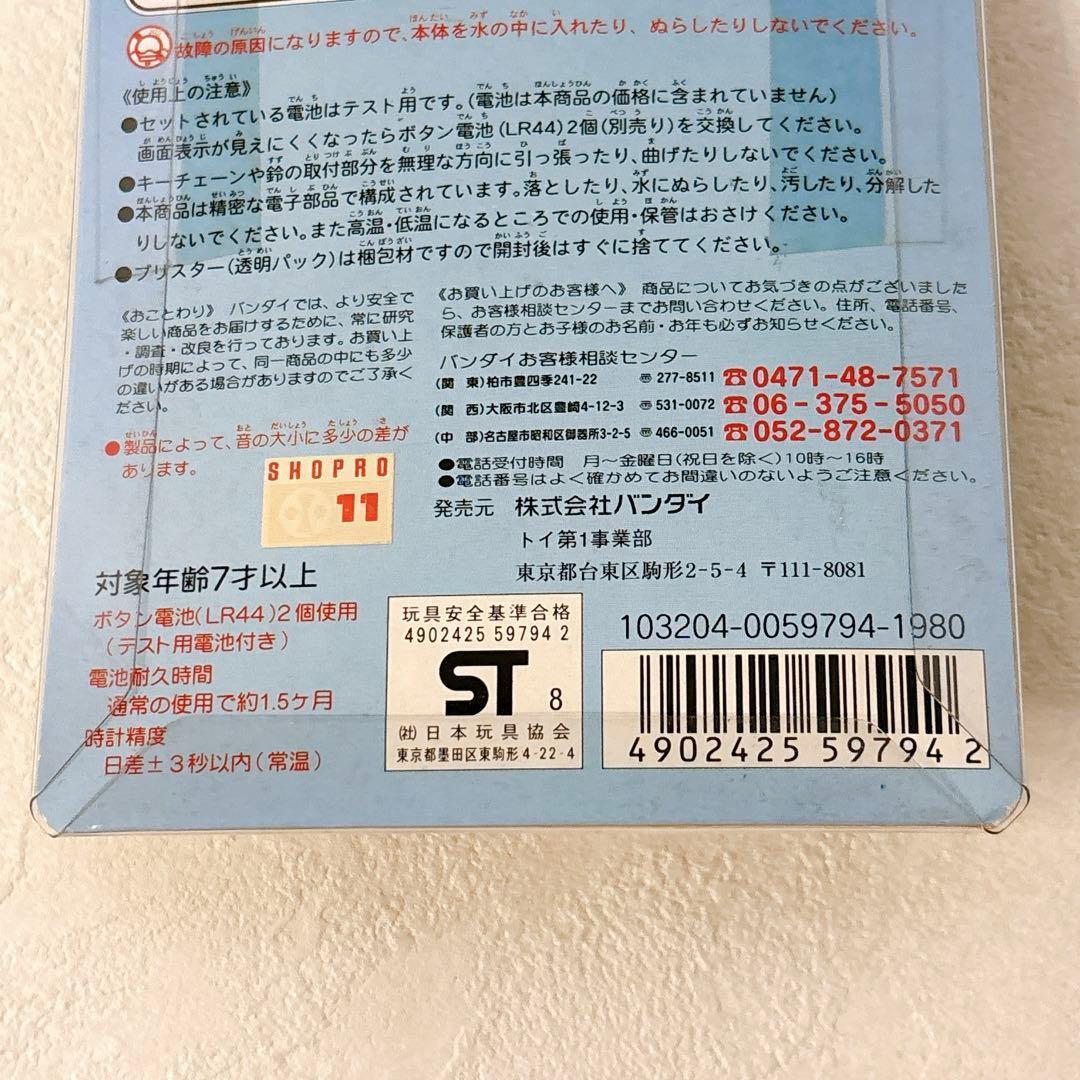 故障の原因になりますので、本体を水の中に入れたり、ぬらしたりしないでください。
《使用上の注意》
●セットされている電池はテスト用です。(電池は本商品の価格に含まれていません)
画面表示が見えにくくなったらボタン電池(LR44)2個(別売り)を交換してください。
●キーチェーンや鈴の取付部分を無理な方向に引っ張ったり、曲げたりしないでください。
●本商品は精密な電子部品で構成されています。落としたり、水にぬらしたり、汚したり、分解した
りしないでください。また高温・低温になるところでの使用・保管はおさけください。
●ブリスター(透明パック)は梱包材ですので開封後はすぐに捨ててください。
《おことわり》 バンダイでは、より安全で
楽しい商品をお届けするために、常に研究
・調査・改良を行っております。お買い上
げの時期によって、同一商品の中にも多少
の違いがある場合がありますのでご了承く
ださい。
●製品によって、音の大小に多少の差が
あります。
SHOPRO
11
《お買い上げのお客様へ》 商品についてお気づきの点がございました
ら、お客様相談センターまでお問い合わせください。住所、電話番号、
保護者の方とお子様のお名前・お年も必ずお知らせください。
バンダイお客様相談センター
(関 東)柏市豊四季241-22 〠 277-8511 ☎0471-48-7571
(関 西)大阪市北区豊崎4-12-3 〠 531-0072 ☎06-375-5050
(中 部)名古屋市昭和区御器所3-2-5 〠 466-0051 ☎052-872-0371
●電話受付時間 月～金曜日(祝日を除く)10時～16時
●電話番号はよく確かめてお間違いのないようご注意ください。
発売元 株式会社バンダイ
トイ第1事業部
東京都台東区駒形2-5-4 〒111-8081
対象年齢7才以上
ボタン電池(LR44)2個使用
(テスト用電池付き)
電池耐久時間
通常の使用で約1.5ヶ月
時計精度
日差±3秒以内(常温)
玩具安全基準合格
4902425 59794 2
ST 8
㈳日本玩具協会
東京都墨田区東駒形4-22-4
103204-0059794-1980
4902425 597942